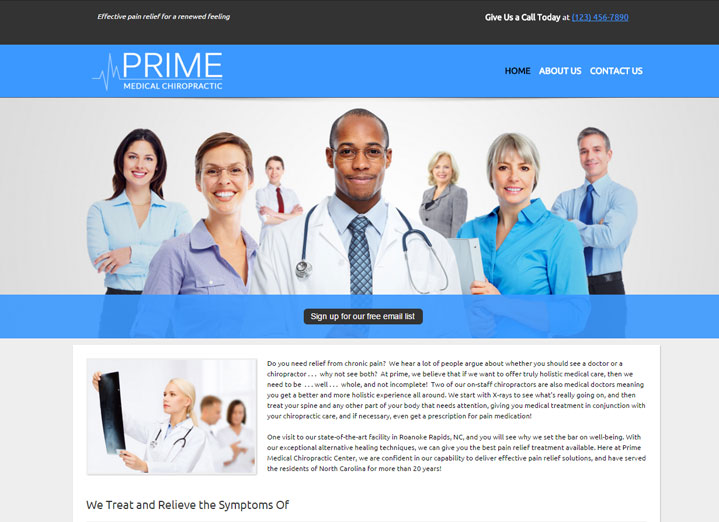 Effective pain relief for a renewed feeling
Give Us a Call Today at (123) 456-7890
PRIME
MEDICAL CHIROPRACTIC
HOME ABOUT US CONTACT US
Sign up for our free email list
Do you need relief from chronic pain? We hear a lot of people argue about whether you should see a doctor or a
chiropractor . . . why not see both? At prime, we believe that if we want to offer truly holistic medical care, then we
need to be . . . well . . . whole, and not incomplete! Two of our on-staff chiropractors are also medical doctors meaning
you get a better and more holistic experience all around. We start with X-rays to see what's really going on, and then
treat your spine and any other part of your body that needs attention, giving you medical treatment in conjunction with
your chiropractic care, and if necessary, even get a prescription for pain medication!
One visit to our state-of-the-art facility in Roanoke Rapids, NC, and you will see why we set the bar on well-being. With
our exceptional alternative healing techniques, we can give you the best pain relief treatment available. Here at Prime
Medical Chiropractic Center, we are confident in our capability to deliver effective pain relief solutions, and have served
the residents of North Carolina for more than 20 years!
We Treat and Relieve the Symptoms Of